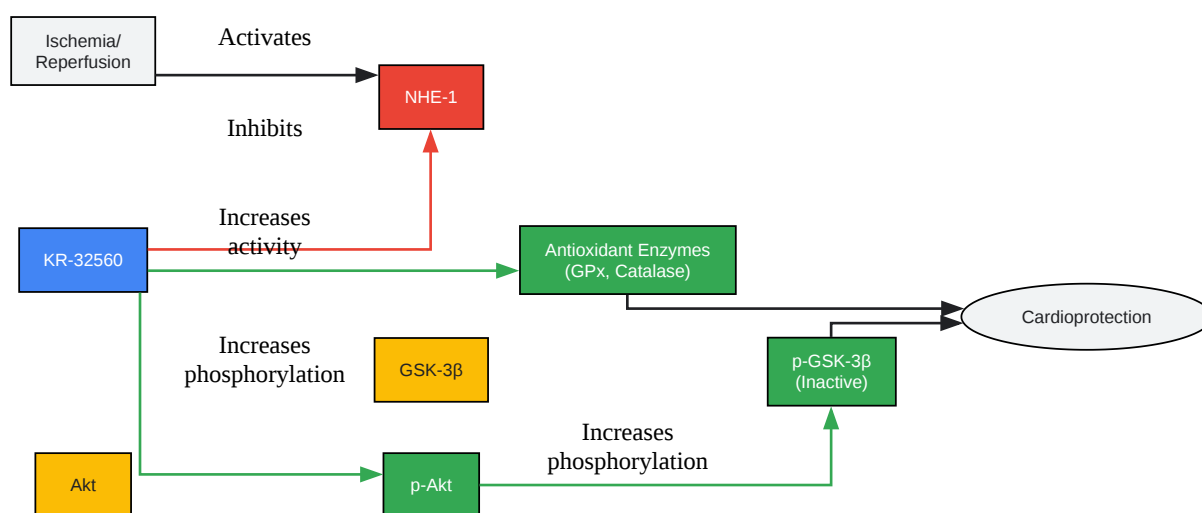 Ischemia/
Reperfusion
Activates
NHE-1
Inhibits
Increases
activity
KR-32560
Antioxidant Enzymes
(GPx, Catalase)
Cardioprotection
Increases
phosphorylation
GSK-3β
p-GSK-3β
(Inactive)
Increases
phosphorylation
Akt
p-Akt